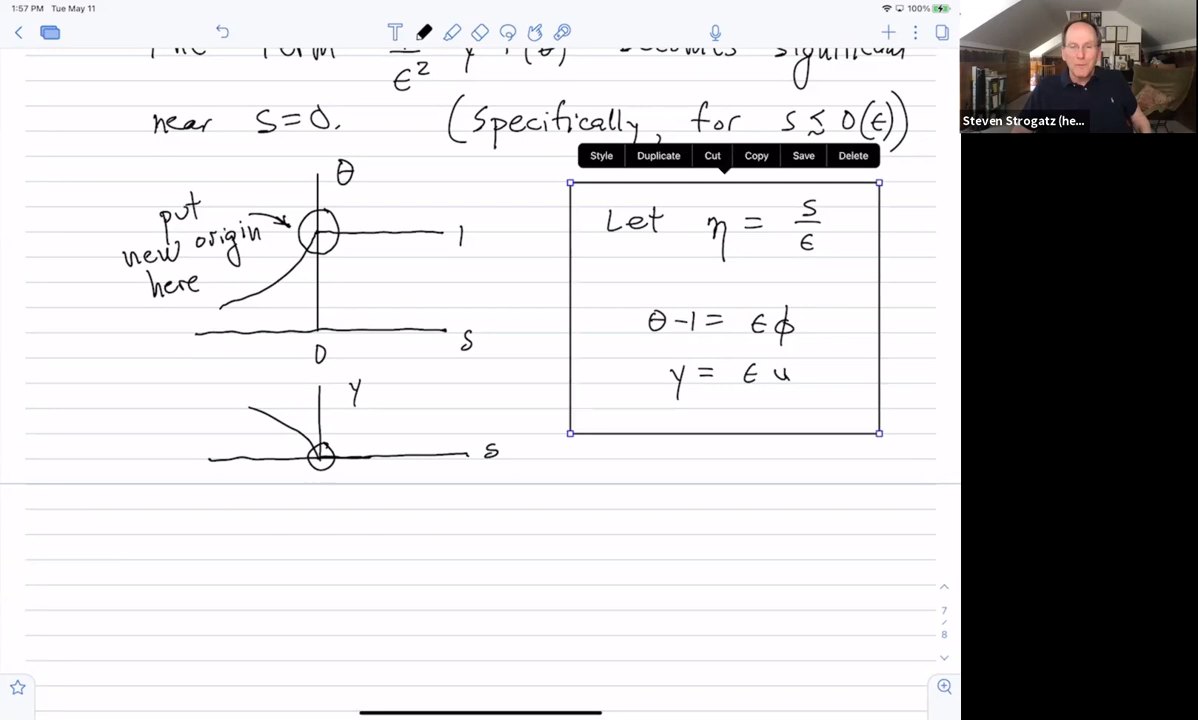 1:57 PM Tue May 11
100%
ϵ²
near s=0. (Specifically, for s ≲ O(ϵ))
Style Duplicate Cut Copy Save Delete
θ
put
new origin
here
1
s
0
Let η = s/ϵ
θ-1 = ϵϕ
y = ϵ u
y
s
7
/
8
Steven Strogatz (he...